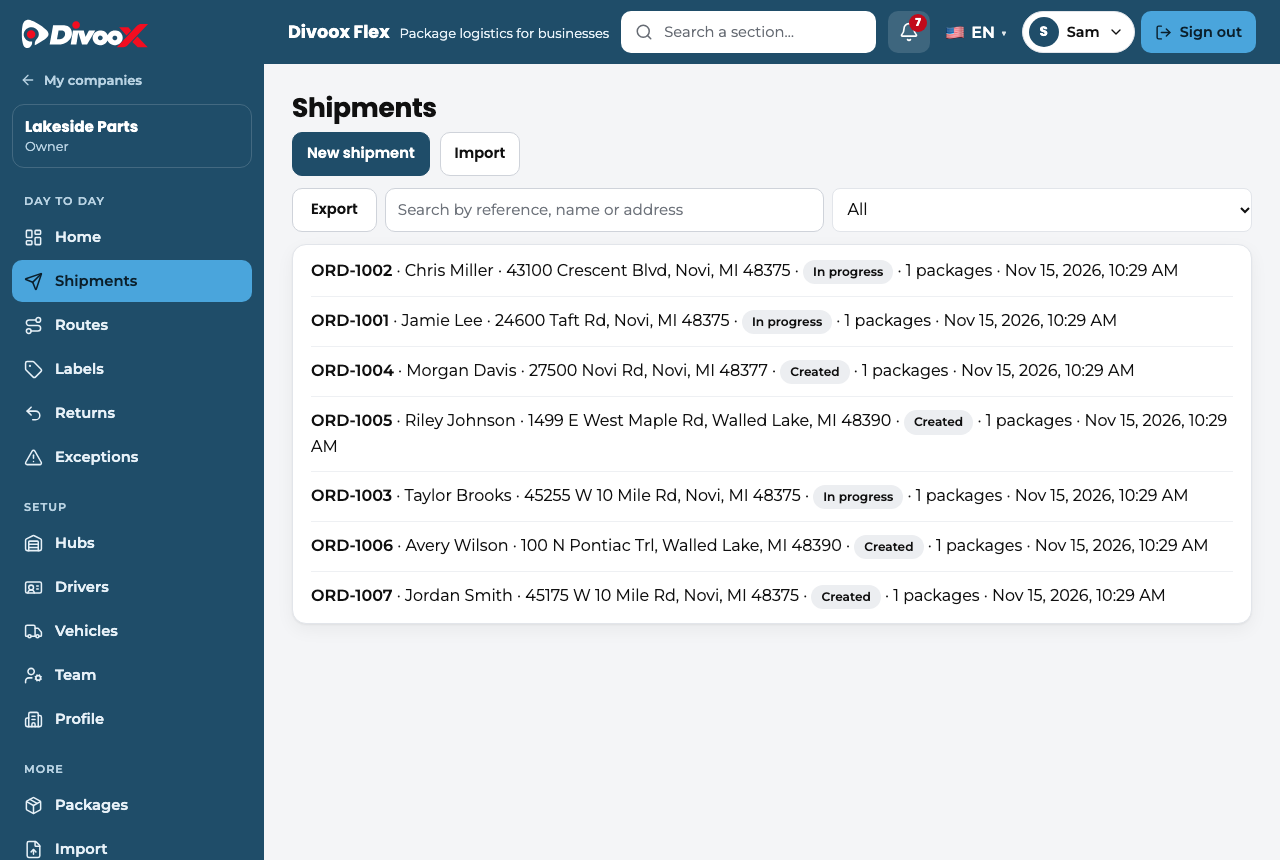 DivooX
Divoox Flex Package logistics for businesses
Search a section...
7
EN
S Sam
Sign out
My companies
Lakeside Parts
Owner
DAY TO DAY
Home
Shipments
Routes
Labels
Returns
Exceptions
SETUP
Hubs
Drivers
Vehicles
Team
Profile
MORE
Packages
Import
Shipments
New shipment
Import
Export
Search by reference, name or address
All
ORD-1002 · Chris Miller · 43100 Crescent Blvd, Novi, MI 48375 · In progress · 1 packages · Nov 15, 2026, 10:29 AM
ORD-1001 · Jamie Lee · 24600 Taft Rd, Novi, MI 48375 · In progress · 1 packages · Nov 15, 2026, 10:29 AM
ORD-1004 · Morgan Davis · 27500 Novi Rd, Novi, MI 48377 · Created · 1 packages · Nov 15, 2026, 10:29 AM
ORD-1005 · Riley Johnson · 1499 E West Maple Rd, Walled Lake, MI 48390 · Created · 1 packages · Nov 15, 2026, 10:29
AM
ORD-1003 · Taylor Brooks · 45255 W 10 Mile Rd, Novi, MI 48375 · In progress · 1 packages · Nov 15, 2026, 10:29 AM
ORD-1006 · Avery Wilson · 100 N Pontiac Trl, Walled Lake, MI 48390 · Created · 1 packages · Nov 15, 2026, 10:29 AM
ORD-1007 · Jordan Smith · 45175 W 10 Mile Rd, Novi, MI 48375 · Created · 1 packages · Nov 15, 2026, 10:29 AM